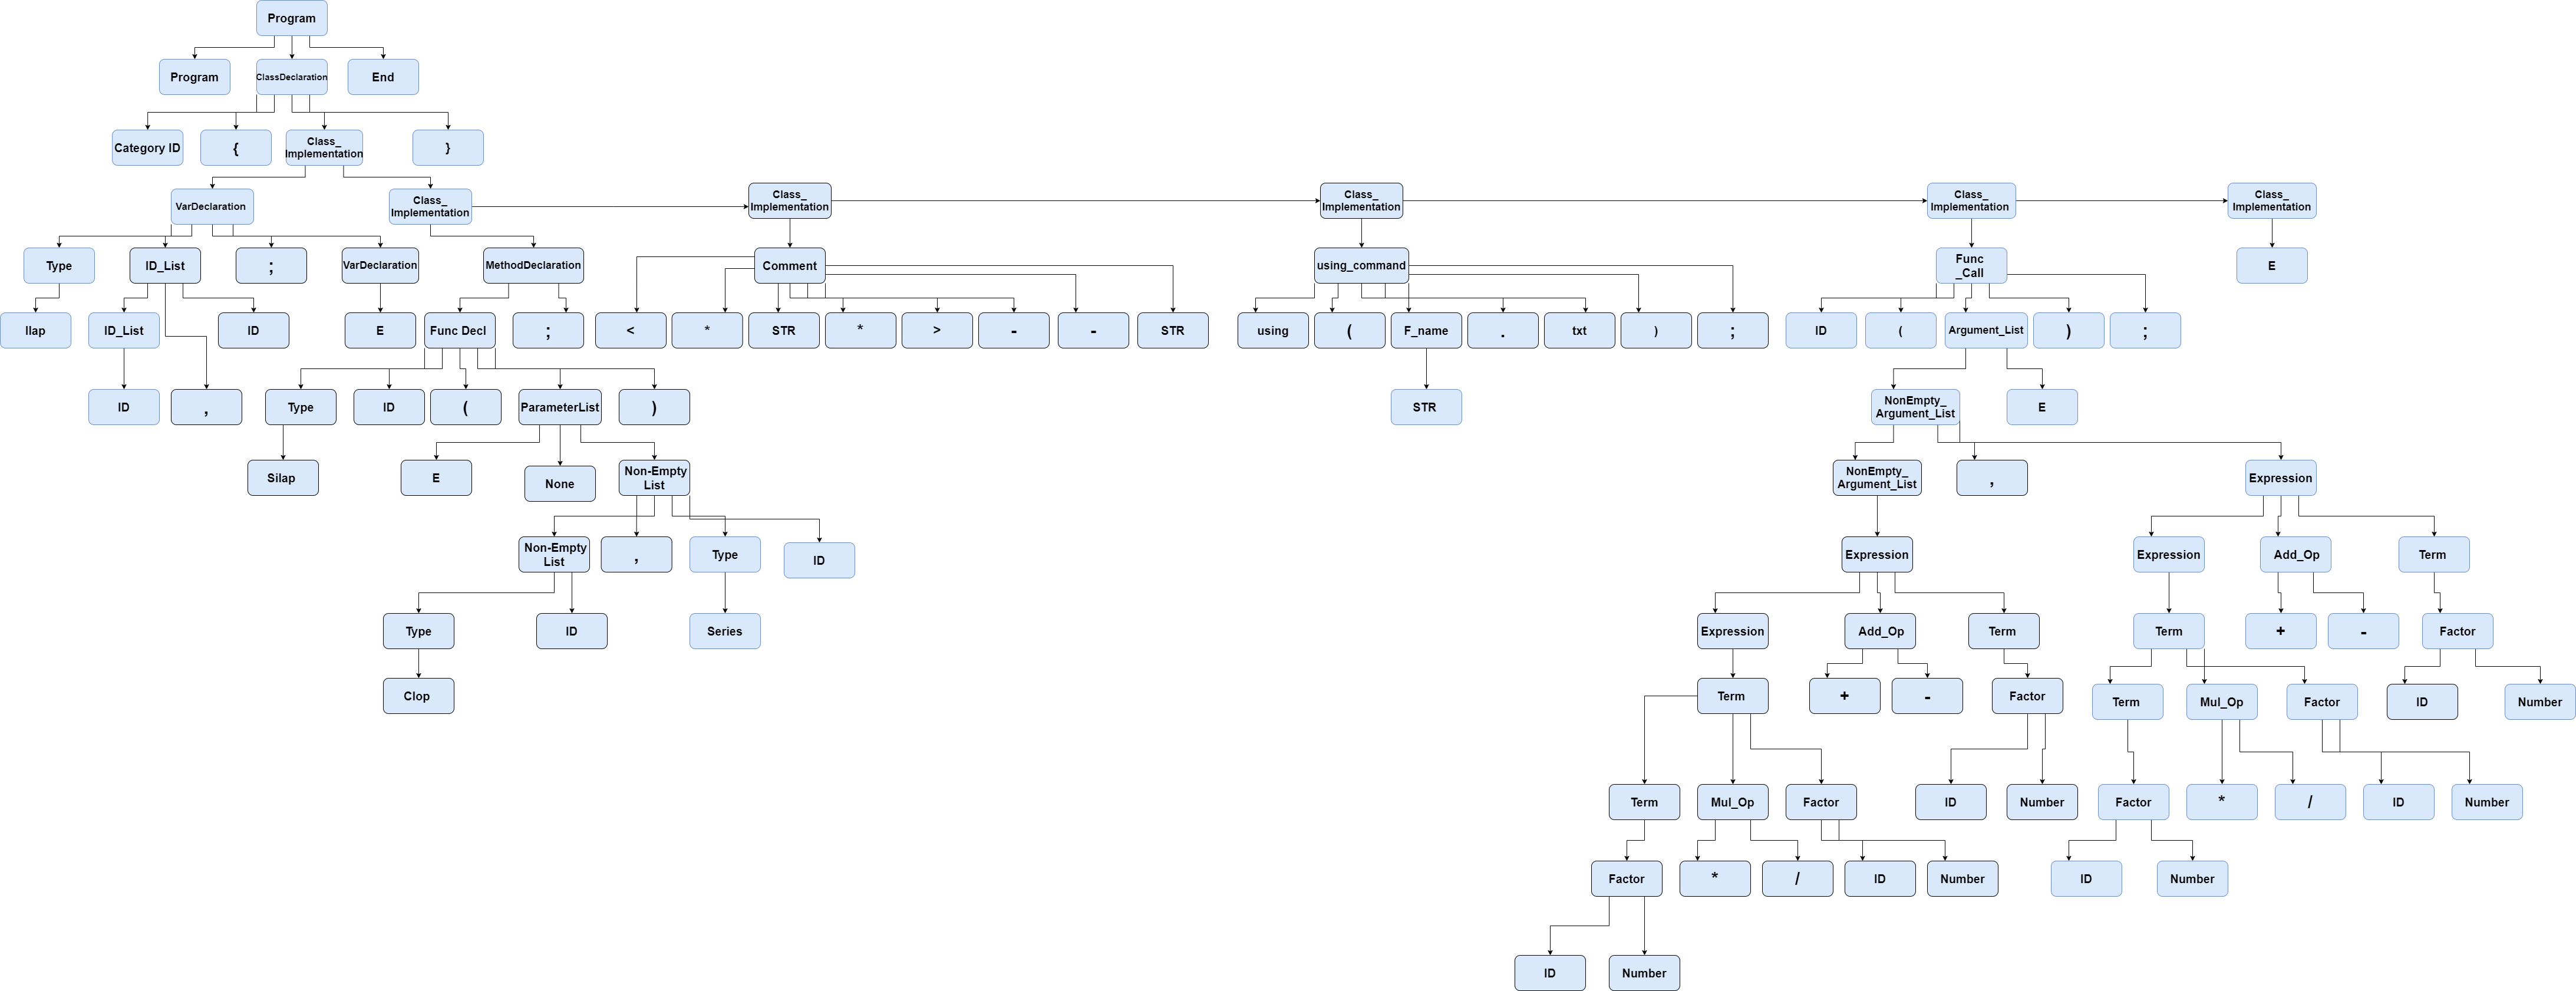 Program
Program
ClassDeclaration
End
Category ID
{
Class_
Implementation
}
VarDeclaration
Class_
Implementation
Class_
Implementation
Class_
Implementation
Class_
Implementation
Class_
Implementation
Type
ID_List
;
VarDeclaration
MethodDeclaration
Comment
using_command
Func
_Call
E
Ilap
ID_List
ID
E
Func Decl
;
<
*
STR
*
>
-
-
STR
using
(
F_name
.
txt
)
;
ID
(
Argument_List
)
;
ID
,
Type
ID
(
ParameterList
)
STR
NonEmpty_
Argument_List
E
Silap
E
None
Non-Empty
List
NonEmpty_
Argument_List
,
Expression
Non-Empty
List
,
Type
ID
Expression
Expression
Add_Op
Term
Type
ID
Series
Expression
Add_Op
Term
Term
+
-
Factor
Clop
Term
+
-
Factor
Term
Mul_Op
Factor
ID
Number
Term
Mul_Op
Factor
ID
Number
Factor
*
/
ID
Number
Factor
*
/
ID
Number
ID
Number
ID
Number